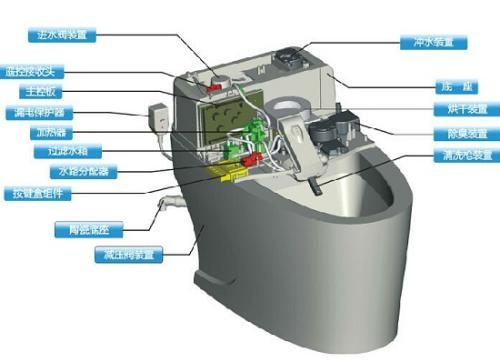 进水阀装置
遥控接收头
主控板
漏电保护器
加热器
过滤水箱
水路分配器
按键盒组件
陶瓷底座
减压阀装置
冲水装置
底 座
烘干装置
除臭装置
清洗枪装置